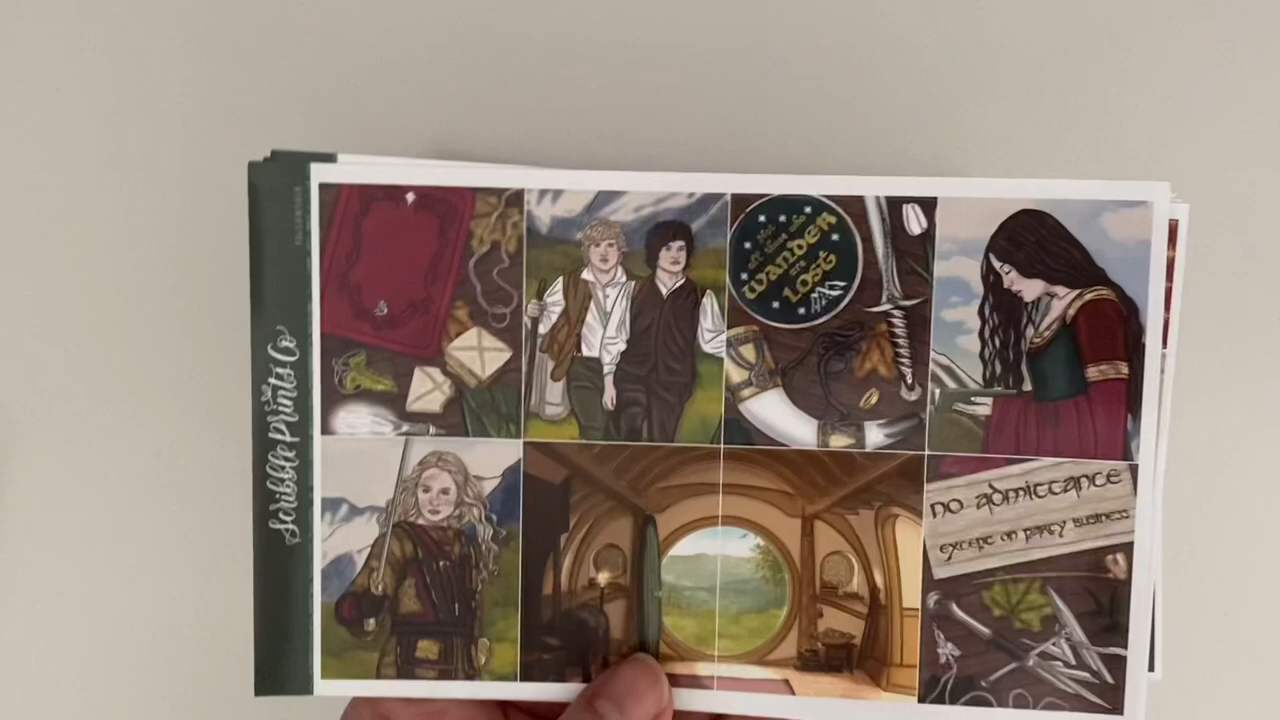 Scribble Prints Co
Not
all those who
WANDER
are
LOST
NO ADMITTANCE
EXCEPT ON PARTY BUSINESS